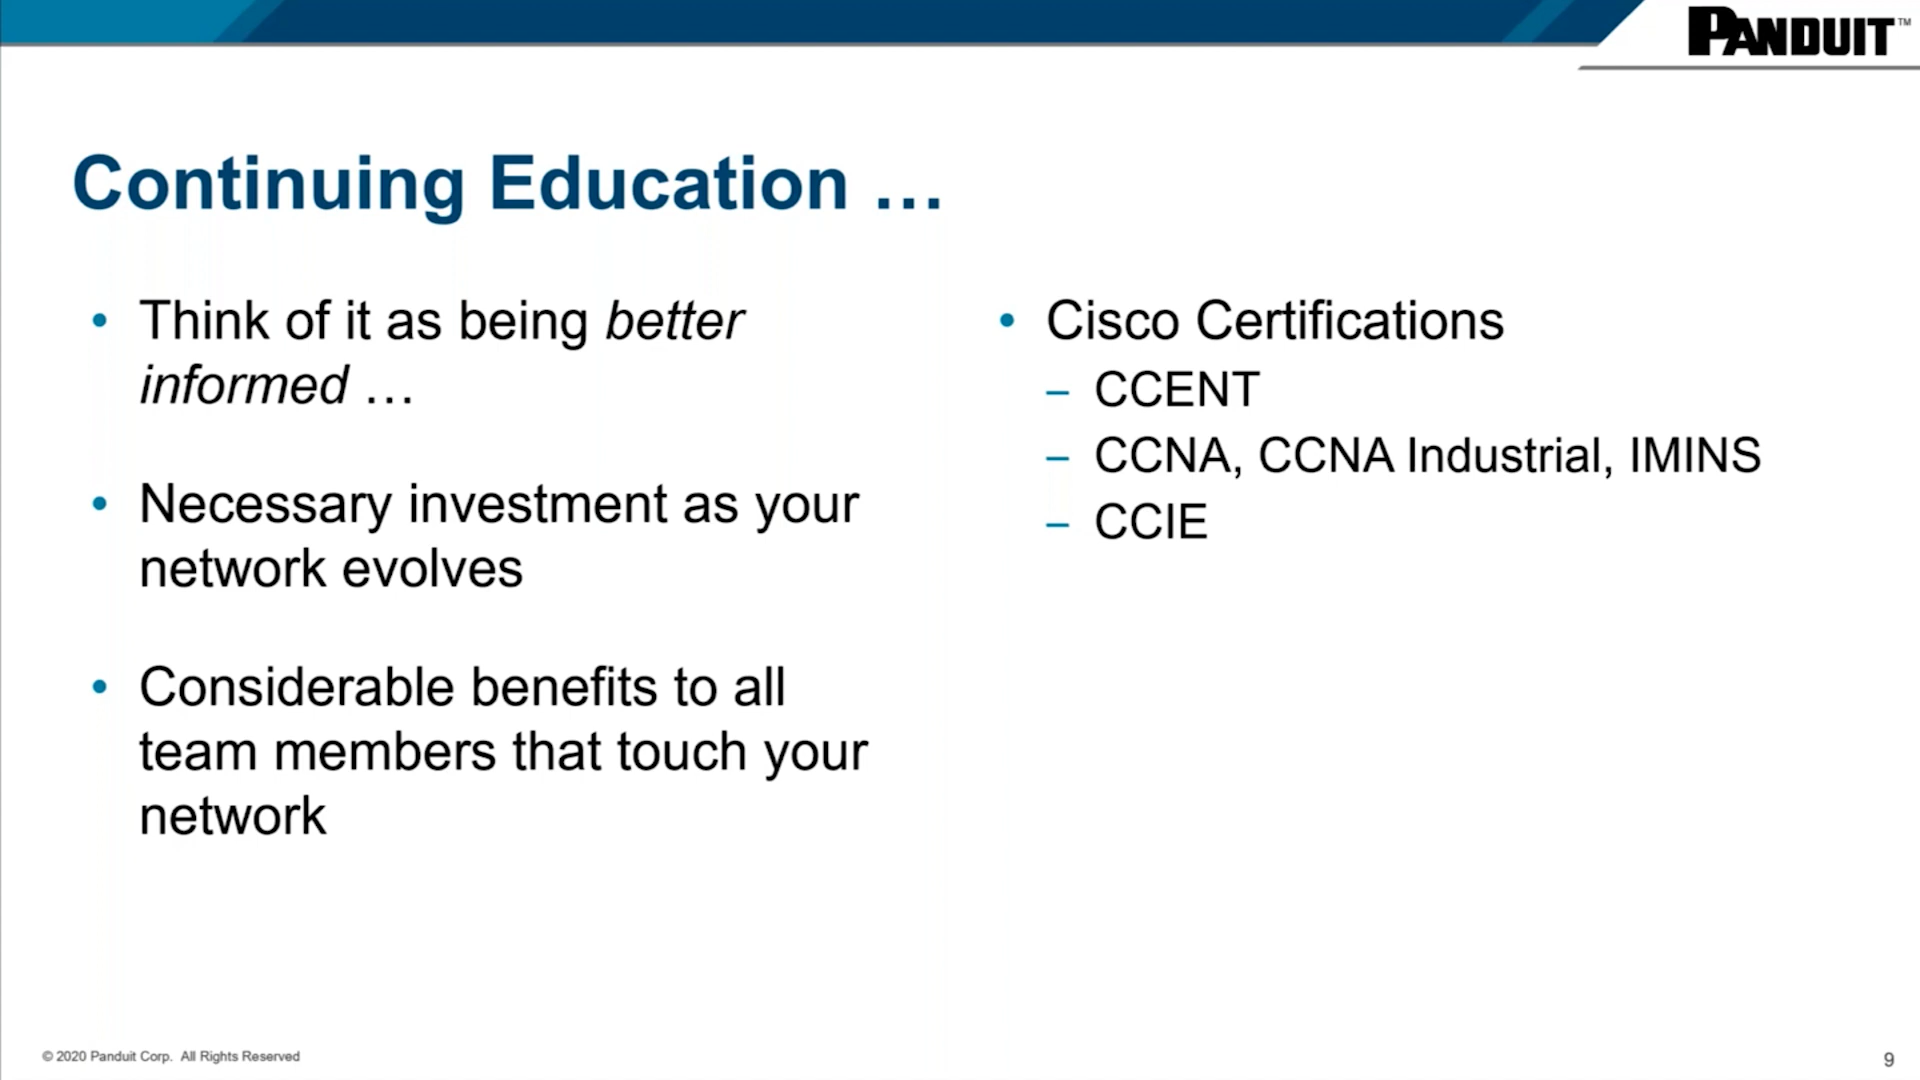 PANDUIT™
Continuing Education …
• Think of it as being better
informed …
• Necessary investment as your
network evolves
• Considerable benefits to all
team members that touch your
network
• Cisco Certifications
– CCENT
– CCNA, CCNA Industrial, IMINS
– CCIE
© 2020 Panduit Corp. All Rights Reserved
9